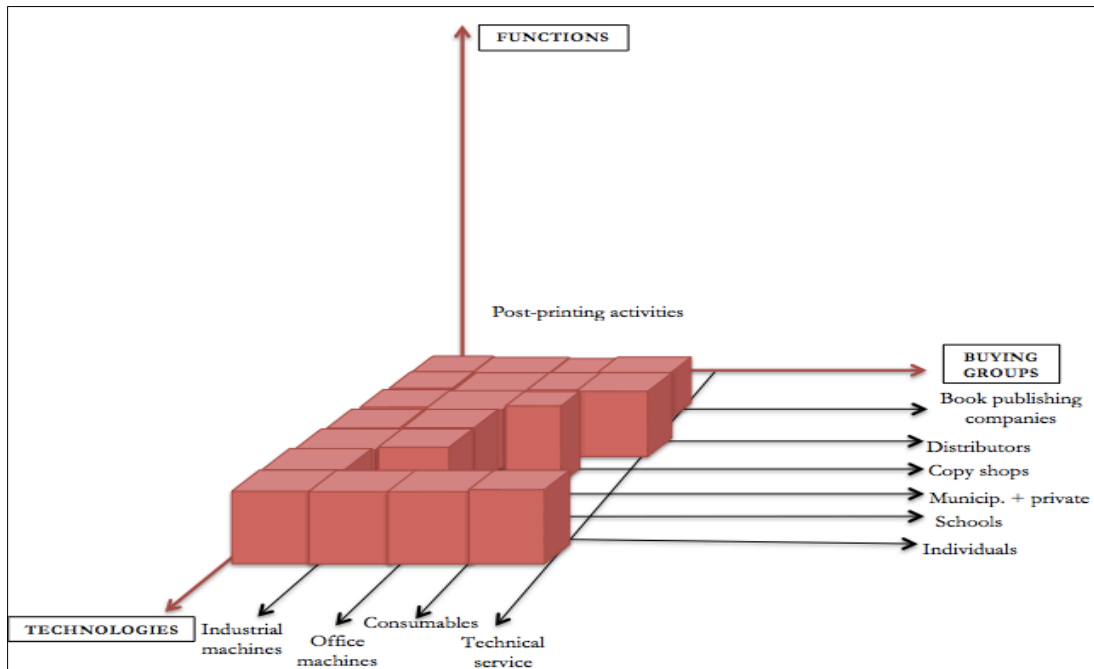 FUNCTIONS
Post-printing activities
BUYING
GROUPS
Book publishing
companies
Distributors
Copy shops
Municip. + private
Schools
Individuals
TECHNOLOGIES
Industrial
machines
Office
machines
Consumables
Technical
service